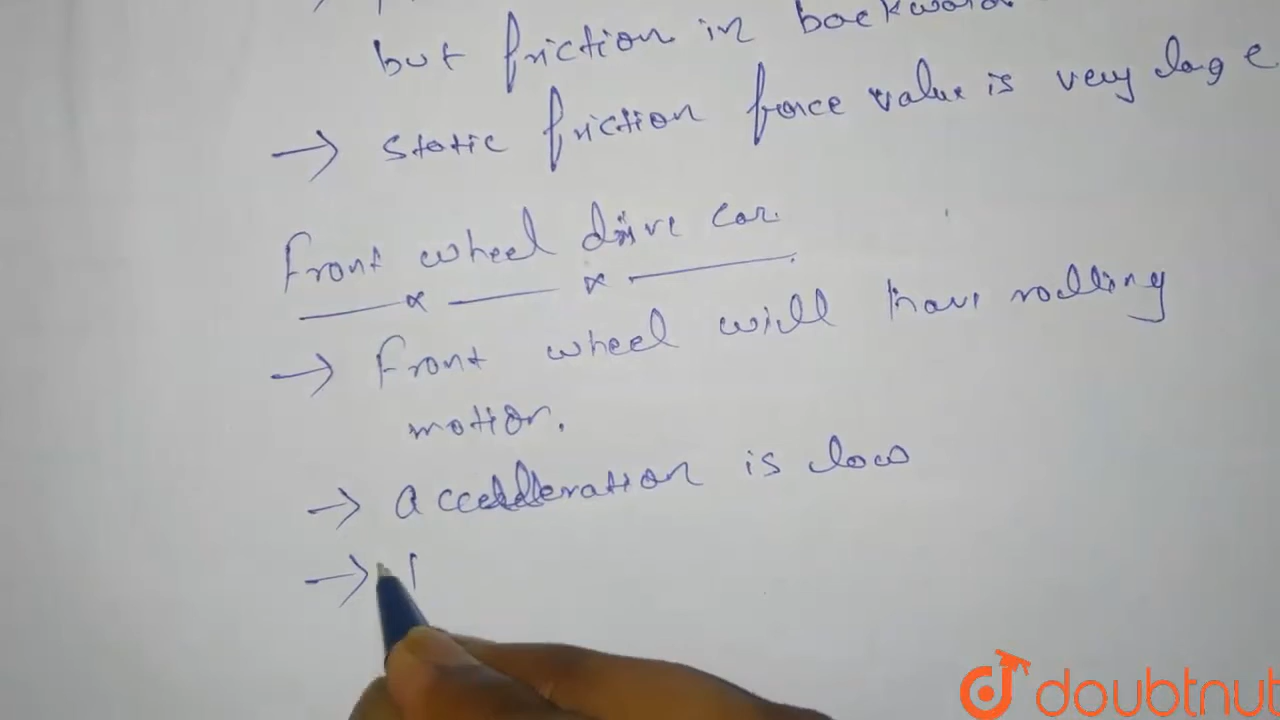 but friction in backward
→ static friction force value is very large
Front wheel drive car.
→ Front wheel will have rolling
motion.
→ acceleration is low
→
doubtnut